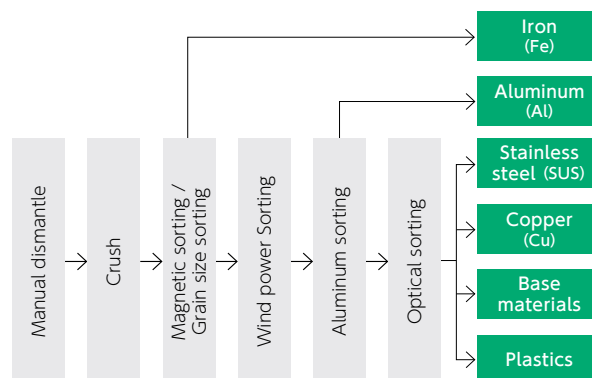 Iron
(Fe)
Aluminum
(Al)
Stainless
steel (SUS)
Copper
(Cu)
Base
materials
Plastics
Manual dismantle
Crush
Magnetic sorting /
Grain size sorting
Wind power Sorting
Aluminum sorting
Optical sorting